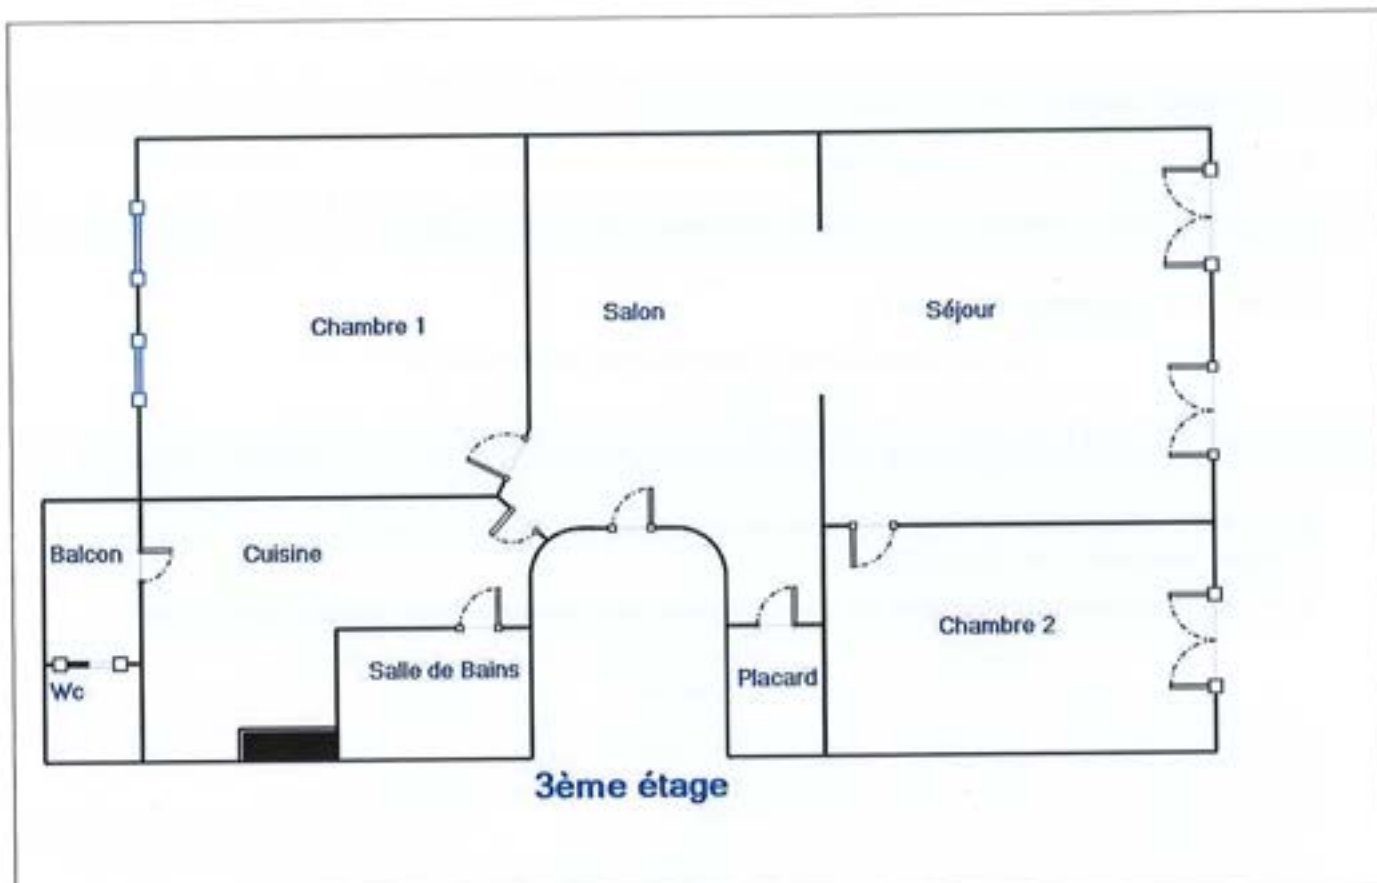 Salon
Séjour
Chambre 1
Balcon
Cuisine
Chambre 2
Salle de Bains
Placard
Wc
3ème étage